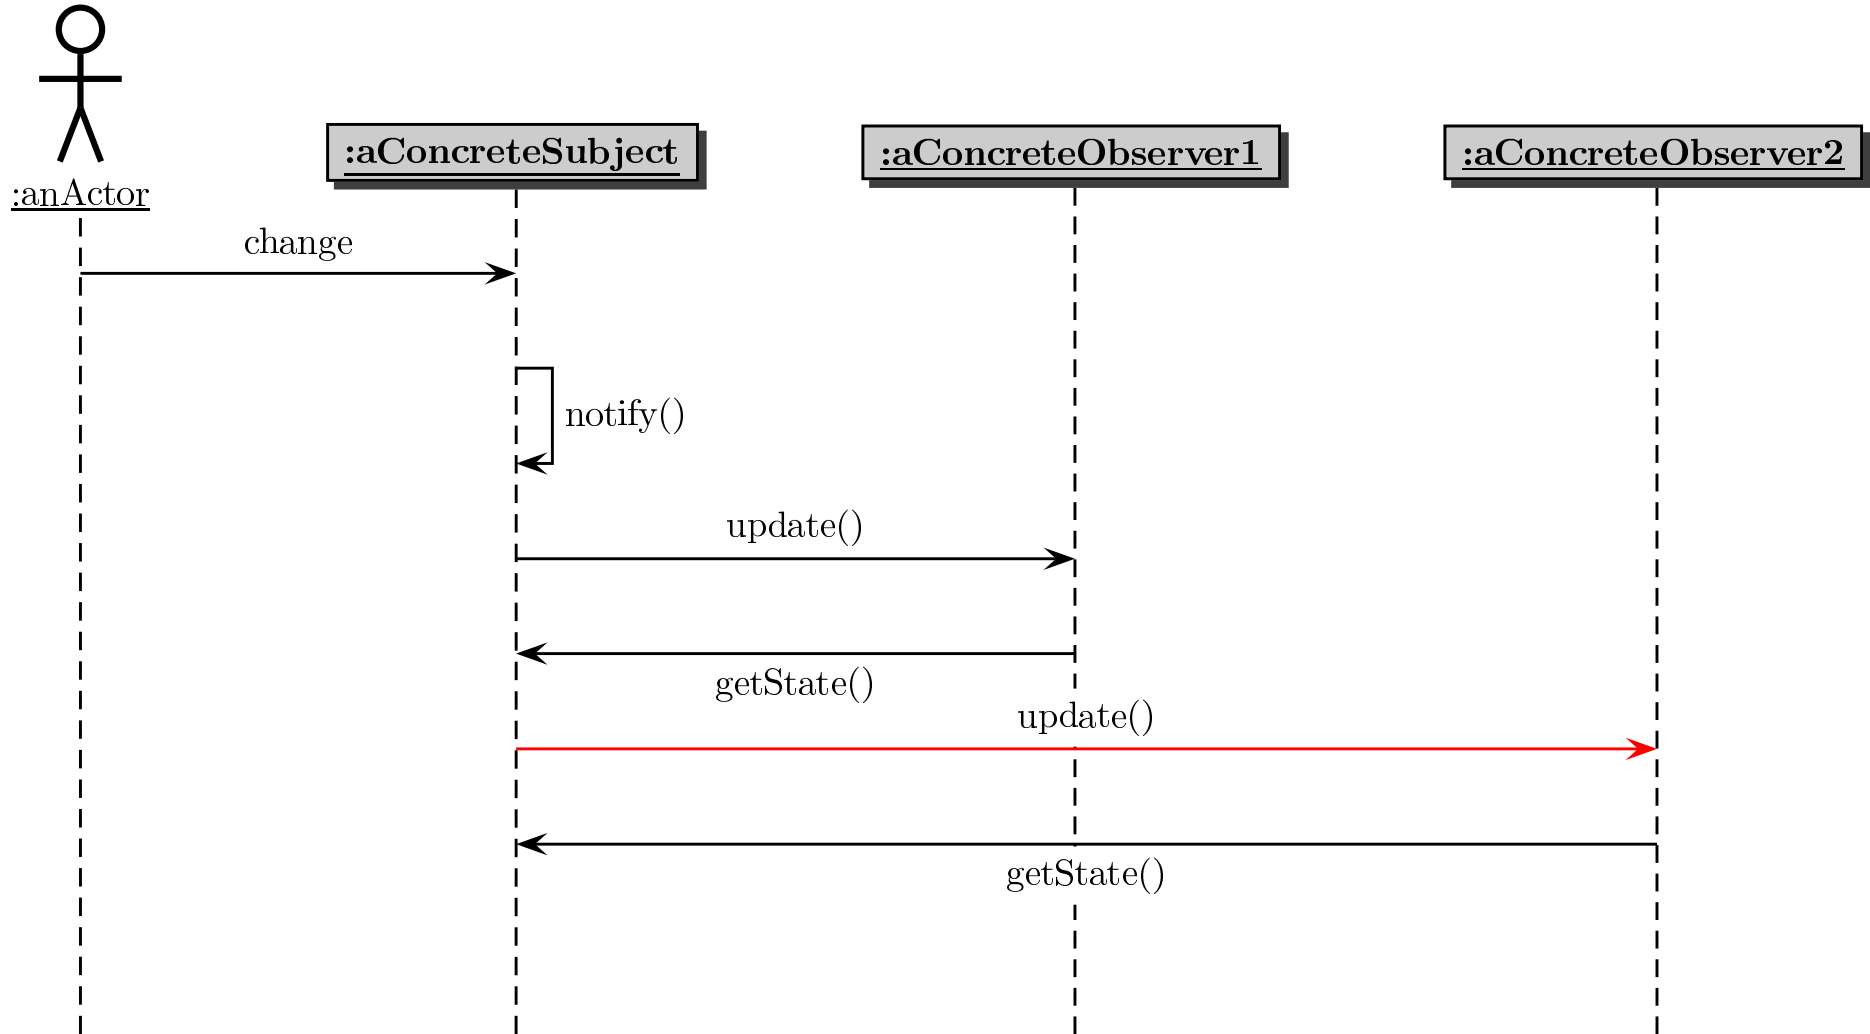 :aConcreteSubject
:aConcreteObserver1
:aConcreteObserver2
:anActor
change
notify()
update()
getState()
update()
getState()